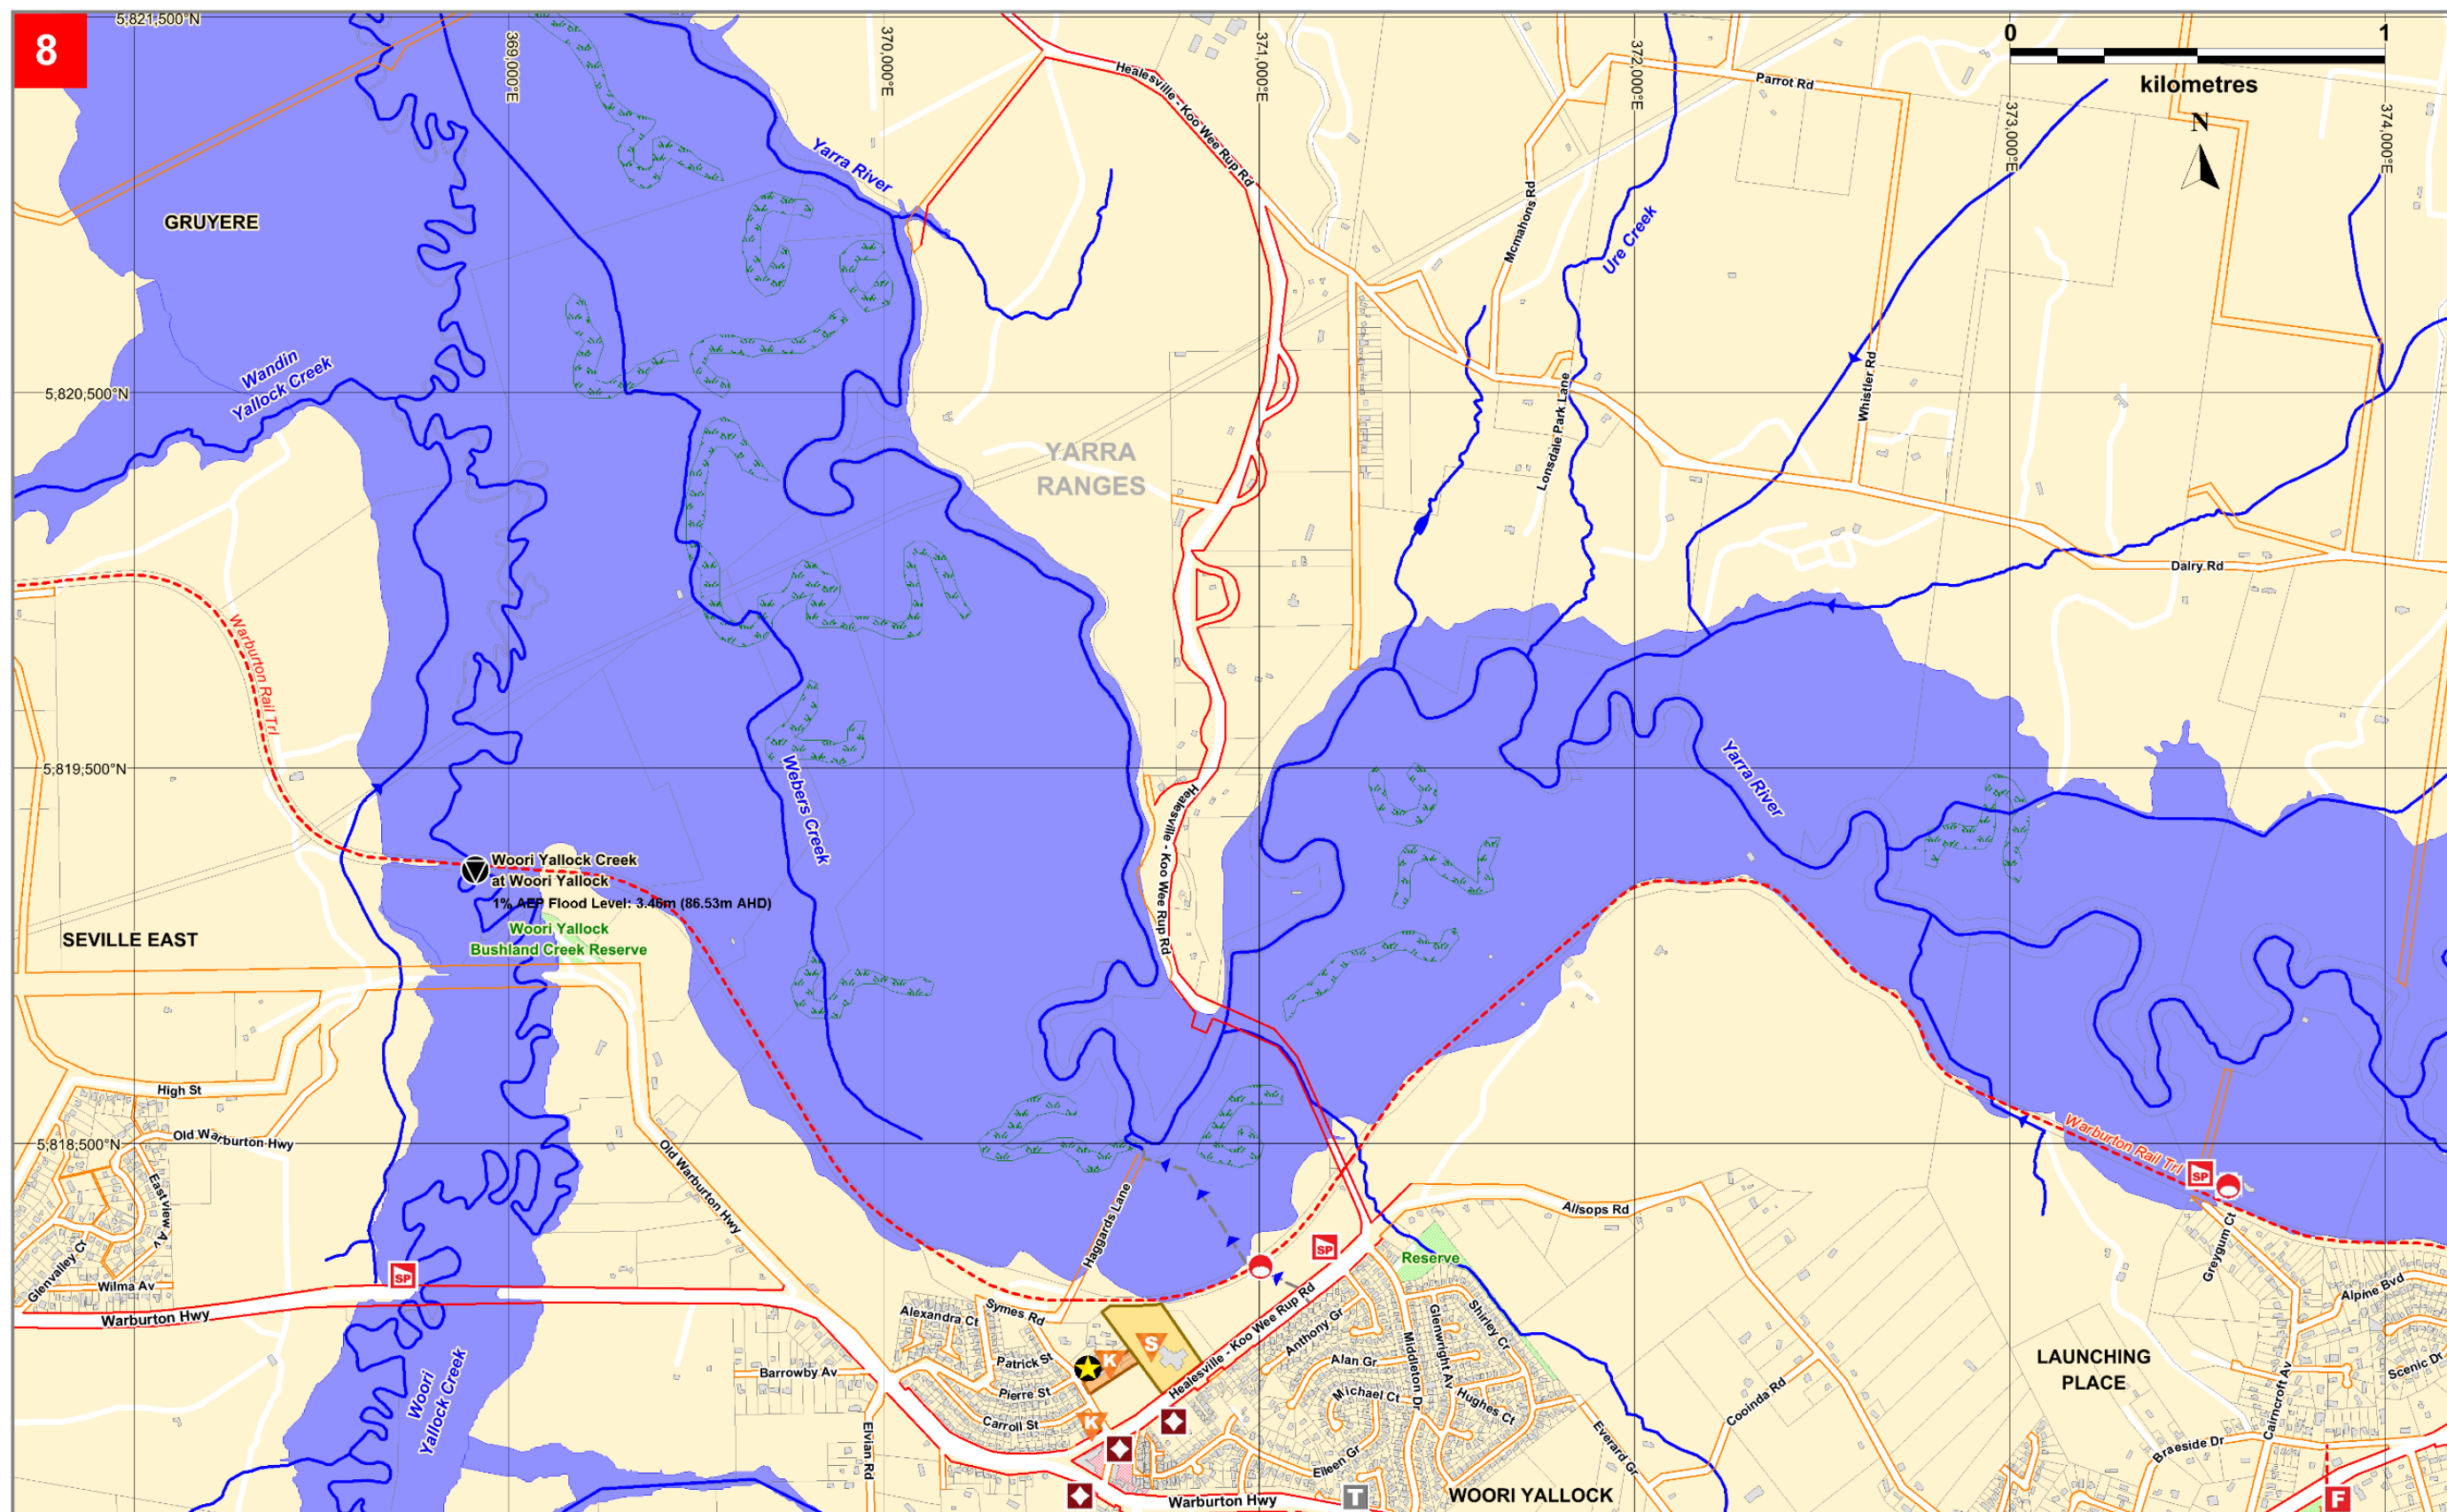 8
5,821,500°N
369,000°E
370,000°E
371,000°E
372,000°E
373,000°E
374,000°E
0
1
kilometres
N
Healesville - Koo Wee Rup Rd
Parrot Rd
Yarra River
Mcmahons Rd
Ure Creek
GRUYERE
Wandin
Yallock Creek
5,820,500°N
YARRA
RANGES
Lonsdale Park Lane
Whistler Rd
Dalry Rd
Warburton Rail Trl
5,819,500°N
Webers Creek
Healesville - Koo Wee Rup Rd
Yarra River
Woori Yallock Creek
at Woori Yallock
1% AEP Flood Level: 3.46m (86.53m AHD)
Woori Yallock
Bushland Creek Reserve
SEVILLE EAST
High St
Old Warburton Hwy
5,818,500°N
Eastview Av
Glenvalley Cr
Wilma Av
Warburton Hwy
SP
Old Warburton Hwy
Haggards Lane
Allsops Rd
SP
Reserve
Warburton Rail Trl
SP
Greygum Ct
Alpine Bvd
Alexandra Ct
Symes Rd
Patrick St
Pierre St
Carroll St
Barrowby Av
Elvian Rd
K
S
K
Healesville - Koo Wee Rup Rd
Anthony Gr
Alan Gr
Michael Ct
Middleton Dr
Glenwright Av
Shirley Cr
Hughes Ct
Eileen Gr
Everard Gr
Cooinda Rd
LAUNCHING
PLACE
Cairncroft Av
Scenic Dr
Braeside Dr
Woori
Yallock Creek
Warburton Hwy
T
WOORI YALLOCK
F